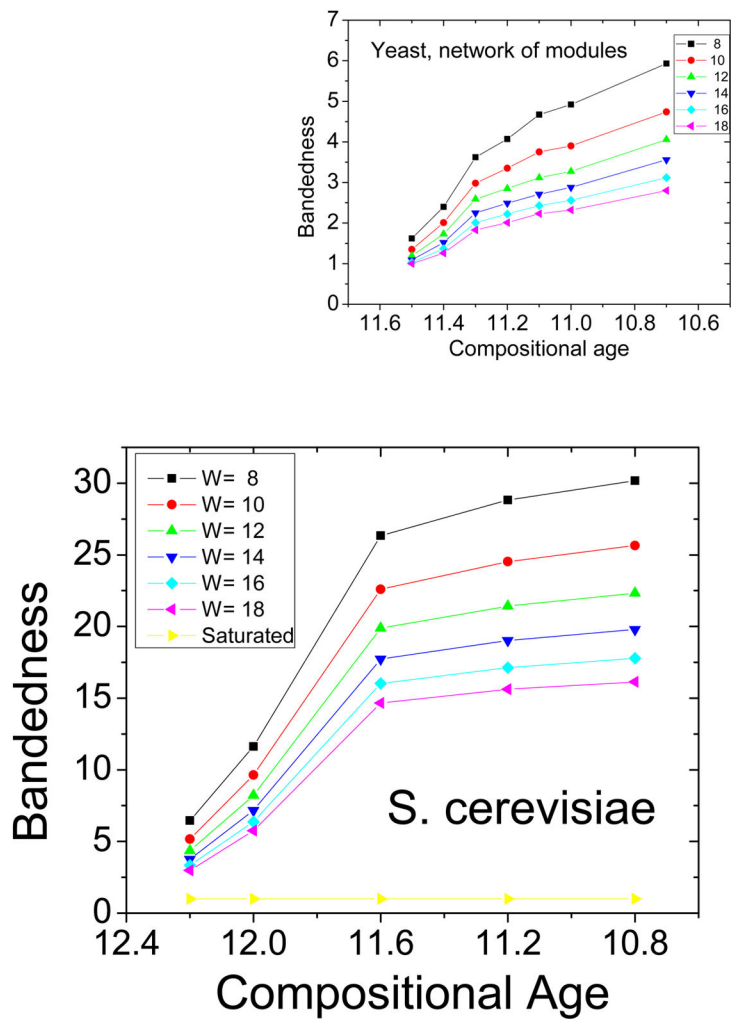 Yeast, network of modules
8
10
12
14
16
18
7
6
5
4
3
2
1
0
Bandedness
11.6 11.4 11.2 11.0 10.8 10.6
Compositional age
W= 8
W= 10
W= 12
W= 14
W= 16
W= 18
Saturated
30
25
20
15
10
5
0
Bandedness
S. cerevisiae
12.4 12.0 11.6 11.2 10.8
Compositional Age